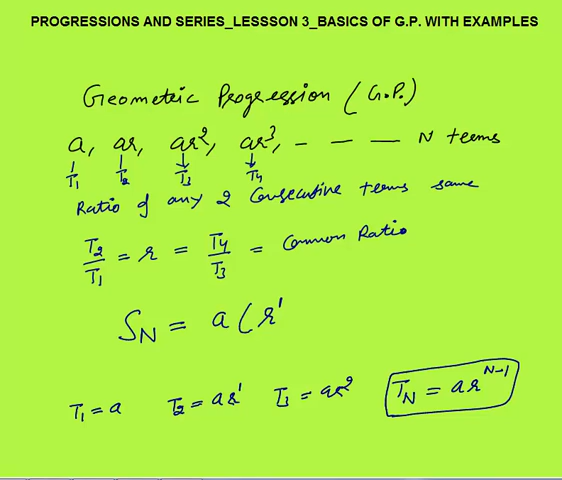 PROGRESSIONS AND SERIES_LESSSON 3_BASICS OF G.P. WITH EXAMPLES
Geometric Progression (G.P.)
a, ar, ar², ar³, - — — — N terms
T₁ T₂ T₃ T₄
Ratio of any 2 Consecutive terms same
T₂/T₁ = r = T₄/T₃ = Common Ratio
S_N = a(r'
T₁ = a T₂ = ar¹ T₃ = ar² T_N = ar^(N-1)